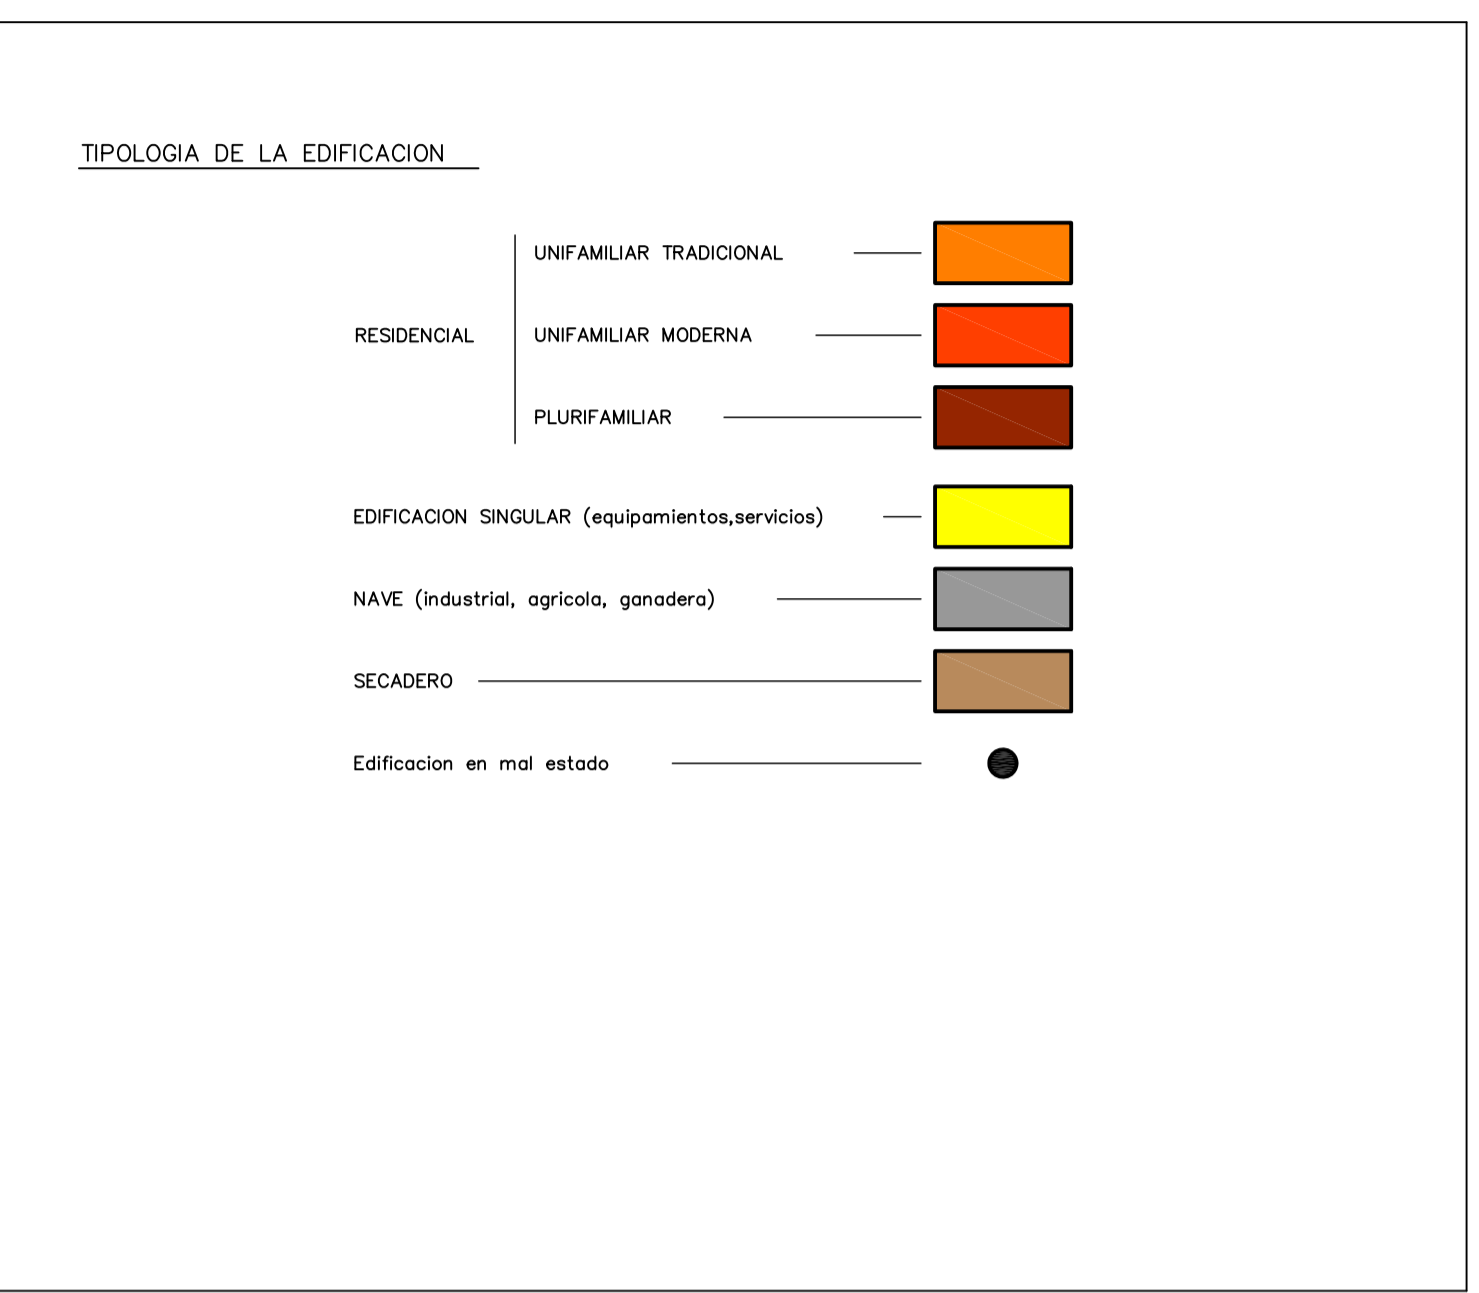 TIPOLOGIA DE LA EDIFICACION
UNIFAMILIAR TRADICIONAL
RESIDENCIAL
UNIFAMILIAR MODERNA
PLURIFAMILIAR
EDIFICACION SINGULAR (equipamientos,servicios)
NAVE (industrial, agricola, ganadera)
SECADERO
Edificacion en mal estado